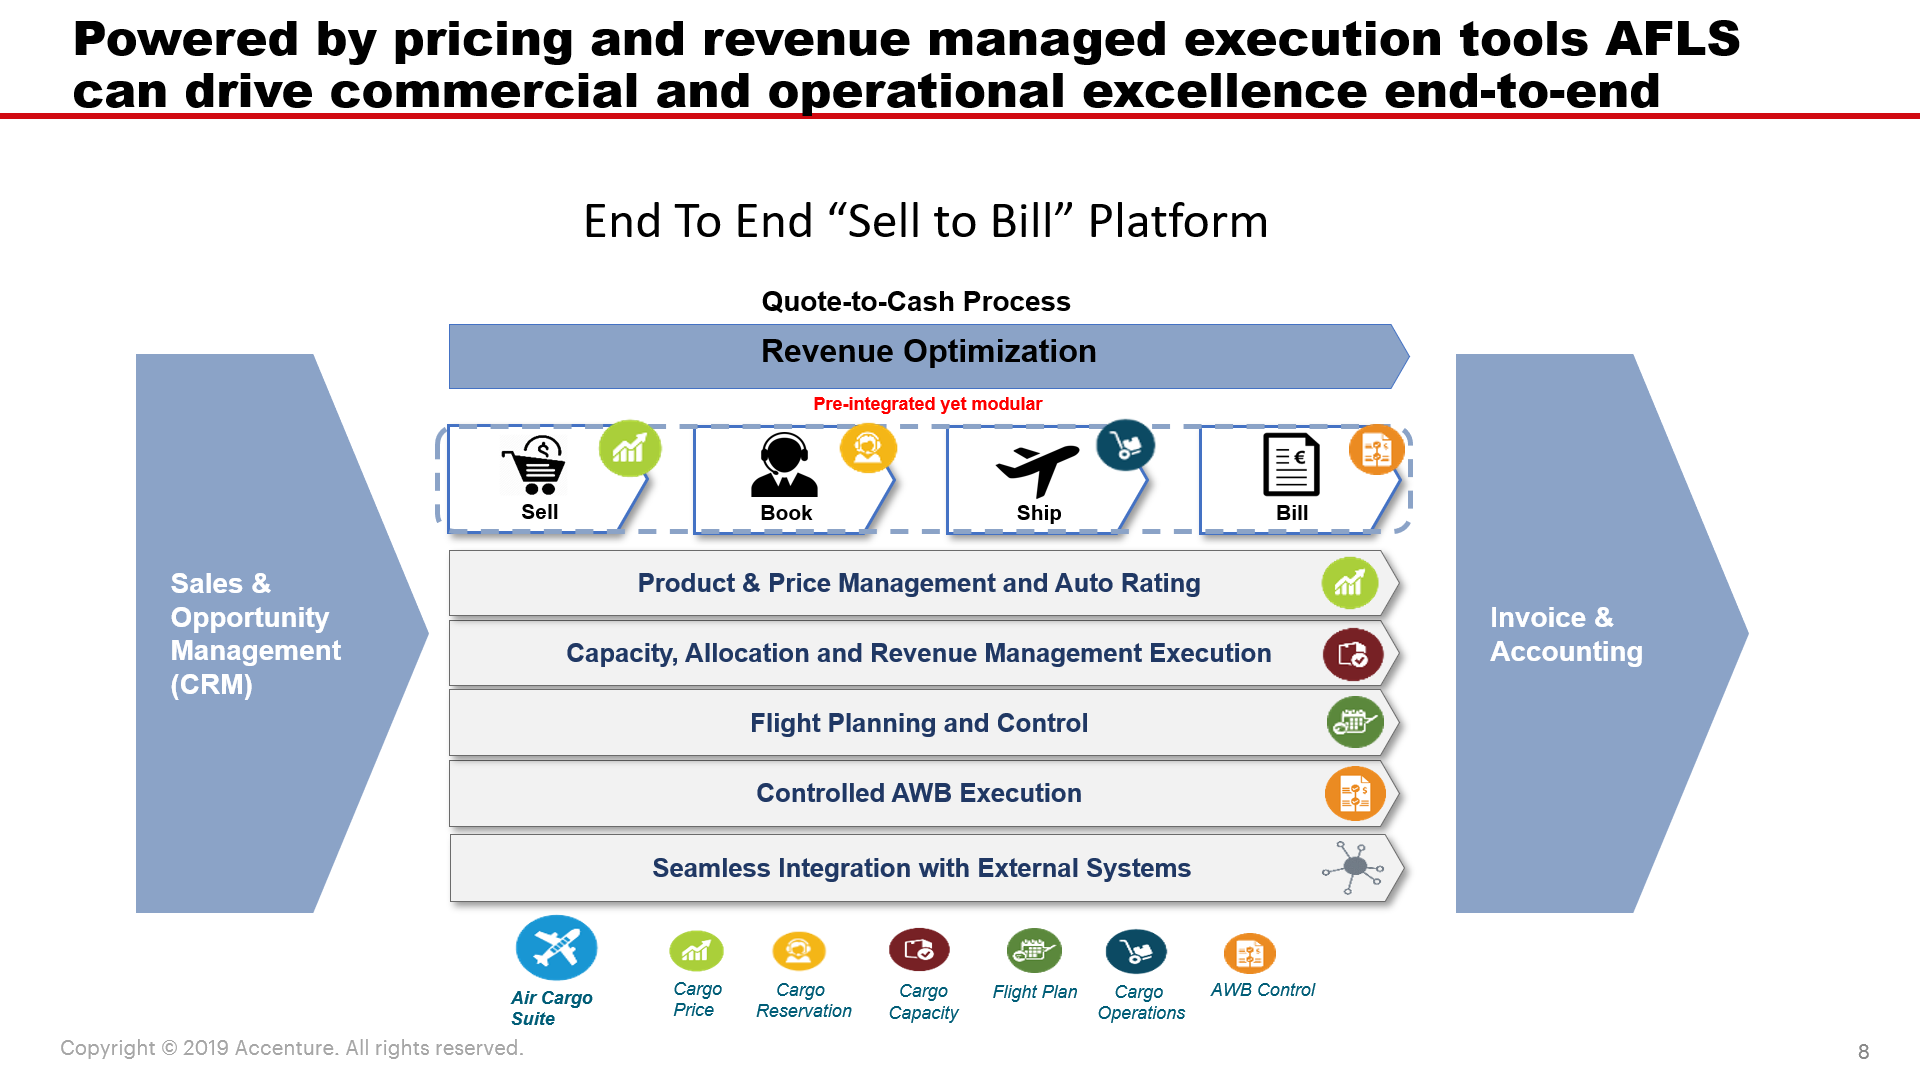 Powered by pricing and revenue managed execution tools AFLS
can drive commercial and operational excellence end-to-end
End To End “Sell to Bill” Platform
Quote-to-Cash Process
Revenue Optimization
Pre-integrated yet modular
Sell
Book
Ship
Bill
Sales &
Opportunity
Management
(CRM)
Product & Price Management and Auto Rating
Capacity, Allocation and Revenue Management Execution
Flight Planning and Control
Controlled AWB Execution
Seamless Integration with External Systems
Invoice &
Accounting
Air Cargo
Suite
Cargo
Price
Cargo
Reservation
Cargo
Capacity
Flight Plan
Cargo
Operations
AWB Control
Copyright © 2019 Accenture. All rights reserved.
8